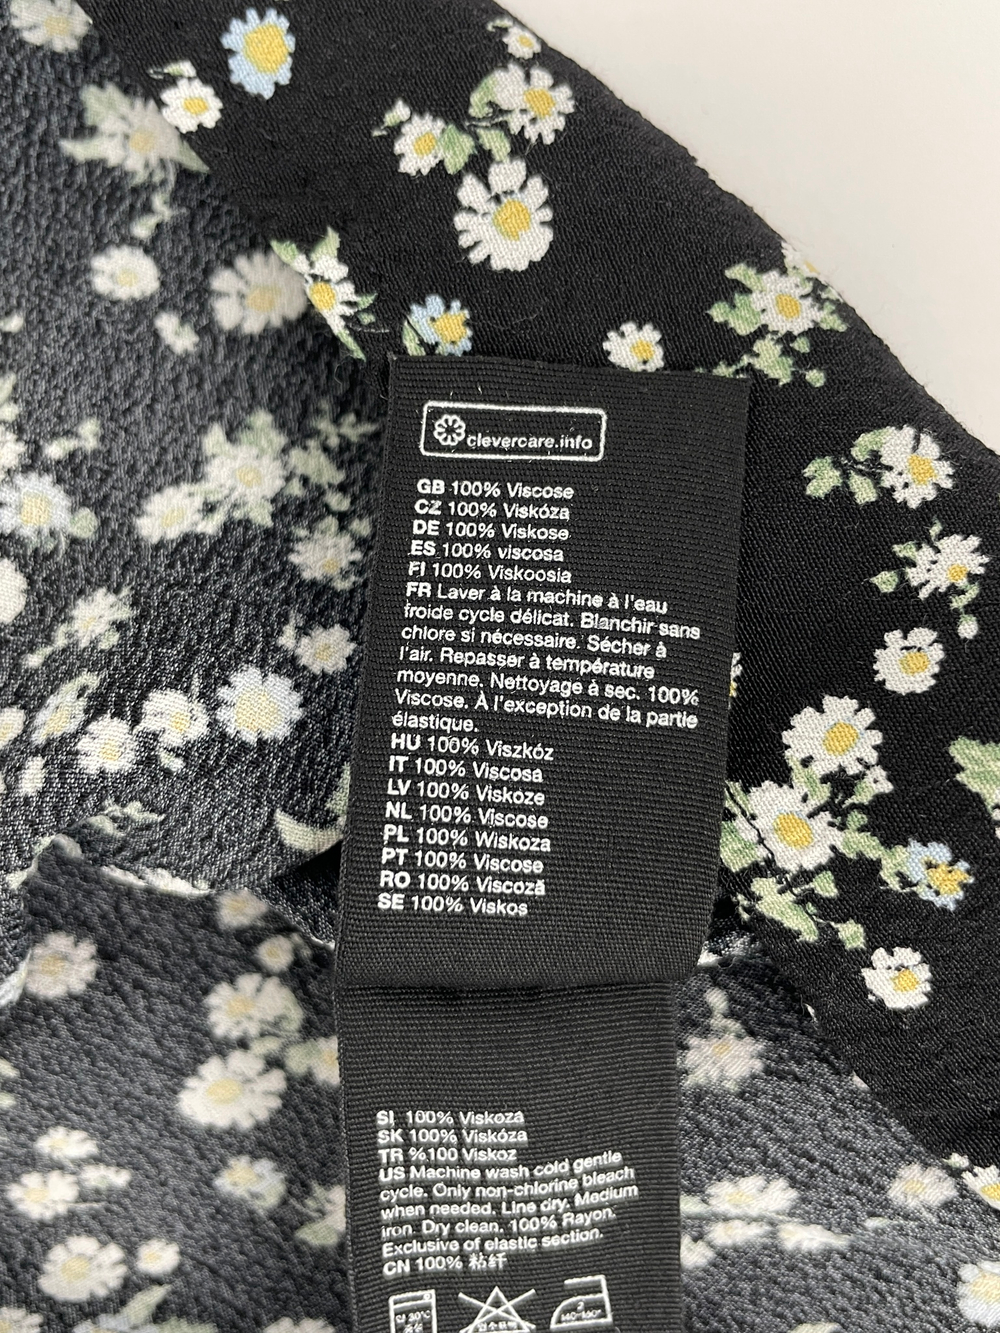 clevercare.info
GB 100% Viscose
CZ 100% Viskóza
DE 100% Viskose
ES 100% viscosa
FI 100% Viskoosia
FR Laver à la machine à l'eau
froide cycle délicat. Blanchir sans
chlore si nécessaire. Sécher à
l'air. Repasser à température
moyenne. Nettoyage à sec. 100%
Viscose. À l'exception de la partie
élastique.
HU 100% Viszkóz
IT 100% Viscosa
LV 100% Viskoze
NL 100% Viscose
PL 100% Wiskoza
PT 100% Viscose
RO 100% Viscoză
SE 100% Viskos
SI 100% Viskoza
SK 100% Viskóza
TR %100 Viskoz
US Machine wash cold gentle
cycle. Only non-chlorine bleach
when needed. Line dry. Medium
iron. Dry clean. 100% Rayon.
Exclusive of elastic section.
CN 100% 粘纤